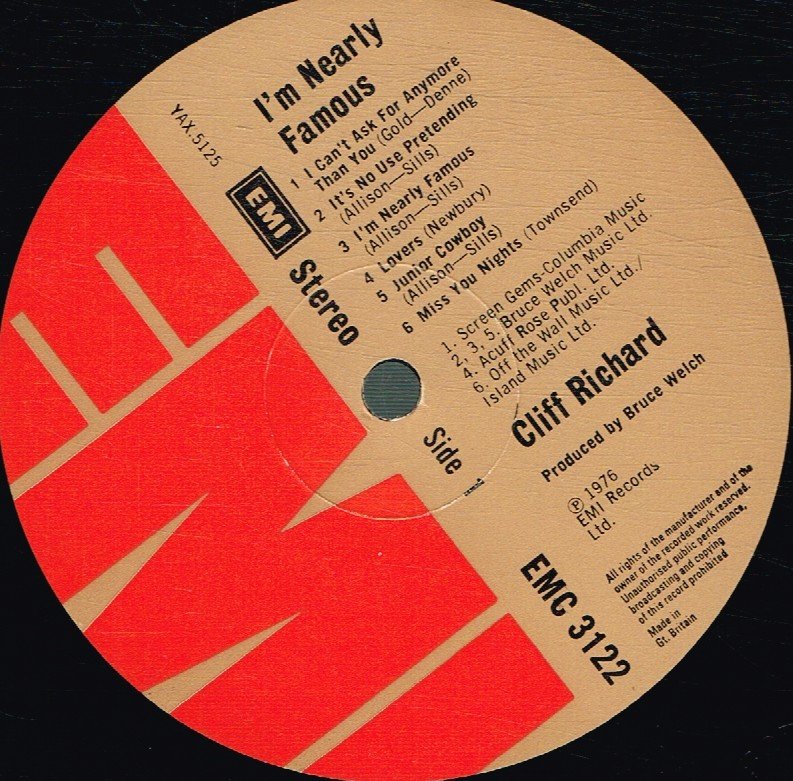 YAX.5125
I'm Nearly
Famous
EMI
Stereo
1 I Can't Ask For Anymore
Than You (Gold—Denne)
2 It's No Use Pretending
(Allison—Sills)
3 I'm Nearly Famous
(Allison—Sills)
4 Lovers (Newbury)
5 Junior Cowboy
(Allison—Sills)
6 Miss You Nights (Townsend)
1. Screen Gems-Columbia Music
2, 3, 5. Bruce Welch Music Ltd.
4. Acuff Rose Publ. Ltd.
6. Off the Wall Music Ltd./
Island Music Ltd.
Cliff Richard
Produced by Bruce Welch
Side
Ⓟ 1976
EMI Records
Ltd.
EMC 3122
All rights of the manufacturer and of the
owner of the recorded work reserved.
Unauthorised public performance,
broadcasting and copying
of this record prohibited
Made in
Gt. Britain